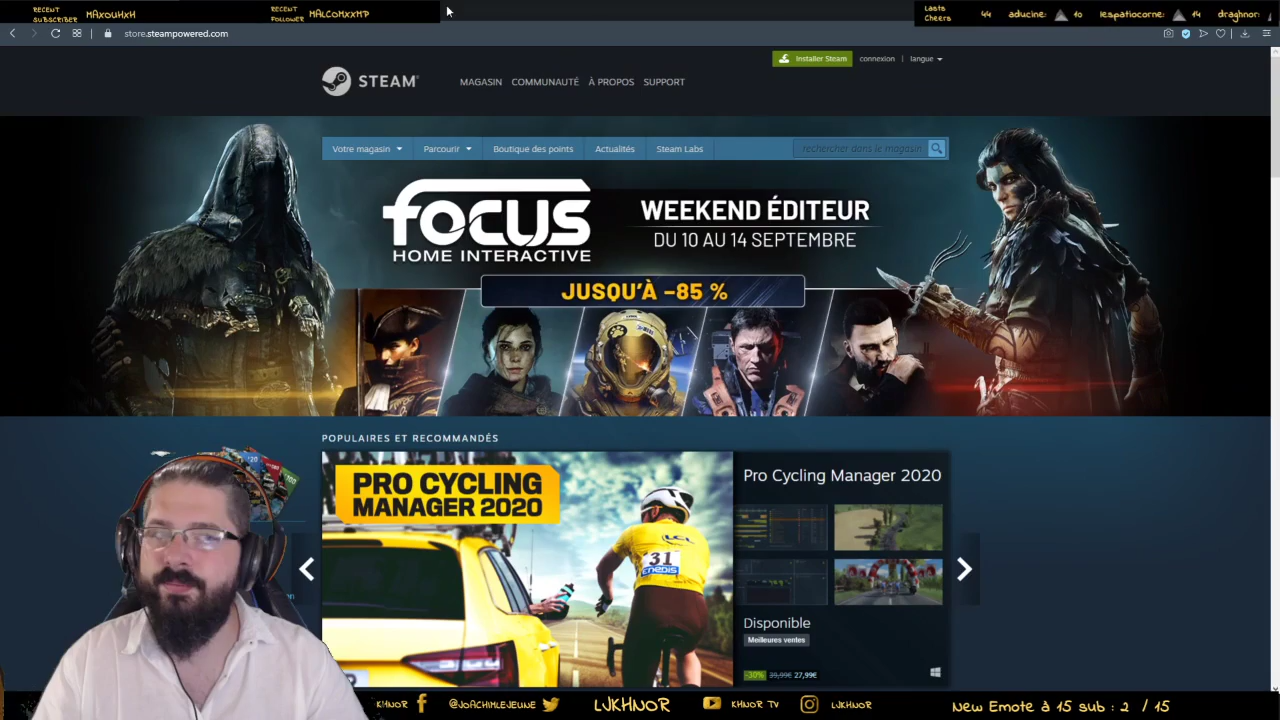 RECENT
SUBSCRIBER
MAXOUHXH
RECENT
FOLLOWER
MALCOMXXMP
Lasts
Cheers
44
aducine:
10
lespatiocorne:
14
draghnor:
store.steampowered.com
STEAM
MAGASIN COMMUNAUTÉ À PROPOS SUPPORT
Installer Steam
connexion | langue
Votre magasin
Parcourir
Boutique des points
Actualités
Steam Labs
rechercher dans le magasin
focus
HOME INTERACTIVE
WEEKEND ÉDITEUR
DU 10 AU 14 SEPTEMBRE
JUSQU'À -85 %
POPULAIRES ET RECOMMANDÉS
PRO CYCLING
MANAGER 2020
LCL
31
ENEDIS
Pro Cycling Manager 2020
Disponible
Meilleures ventes
-30% 39,99€ 27,99€
KHNOR
@JOACHIMLEJEUNE
LJKHNOR
KHNOR TV
LJKHNOR
New Emote à 15 sub : 2 / 15